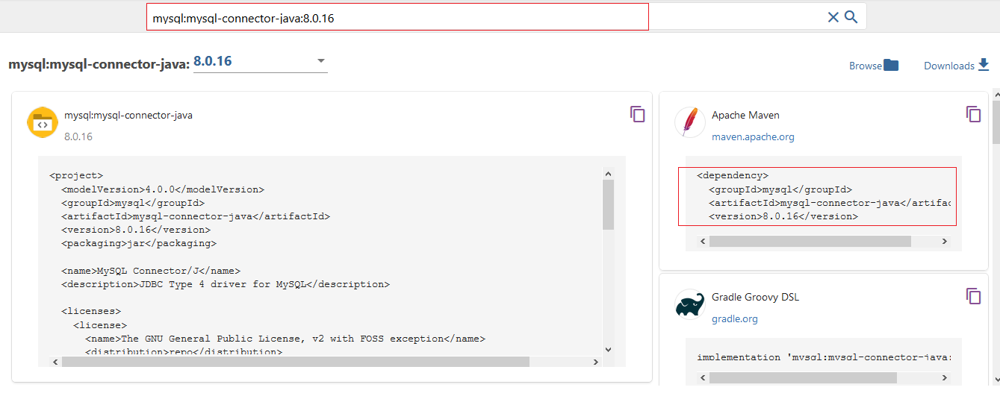 mysql:mysql-connector-java:8.0.16
mysql:mysql-connector-java: 8.0.16
Browse
Downloads
mysql:mysql-connector-java
8.0.16
<project>
<modelVersion>4.0.0</modelVersion>
<groupId>mysql</groupId>
<artifactId>mysql-connector-java</artifactId>
<version>8.0.16</version>
<packaging>jar</packaging>
<name>MySQL Connector/J</name>
<description>JDBC Type 4 driver for MySQL</description>
<licenses>
<license>
<name>The GNU General Public License, v2 with FOSS exception</name>
<distribution>repo</distribution>
Apache Maven
maven.apache.org
<dependency>
<groupId>mysql</groupId>
<artifactId>mysql-connector-java</artifac
<version>8.0.16</version>
Gradle Groovy DSL
gradle.org
implementation 'mysql:mysql-connector-java: